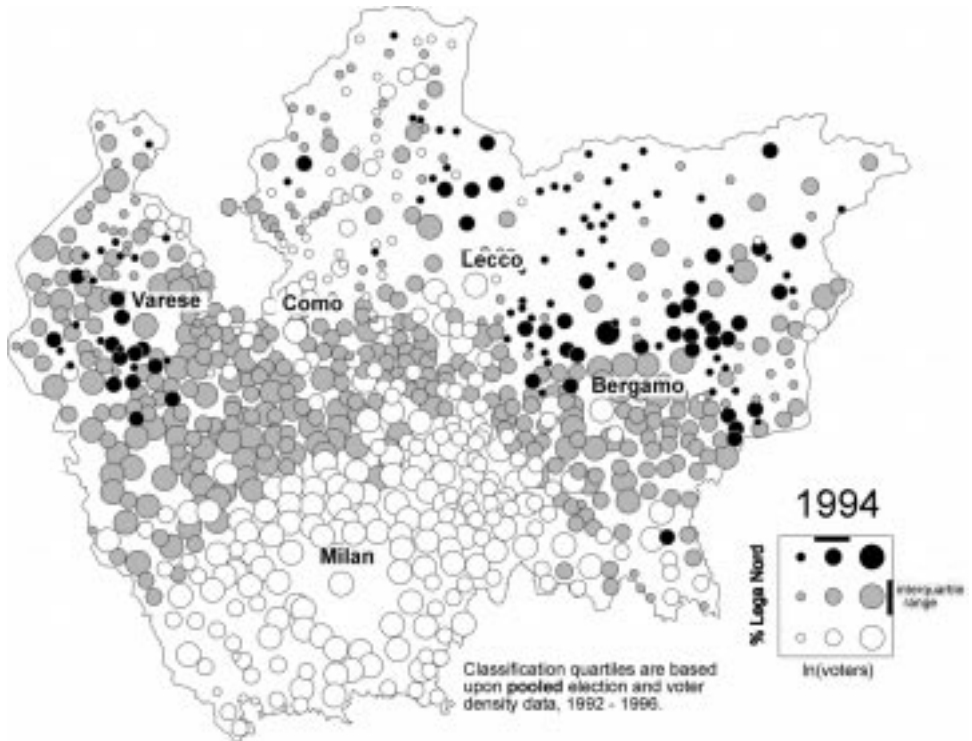 Lecco
Varese
Como
Bergamo
Milan
1994
% Lega Nord
interquartile
range
ln(voters)
Classification quartiles are based
upon pooled election and voter
density data, 1992 - 1996.